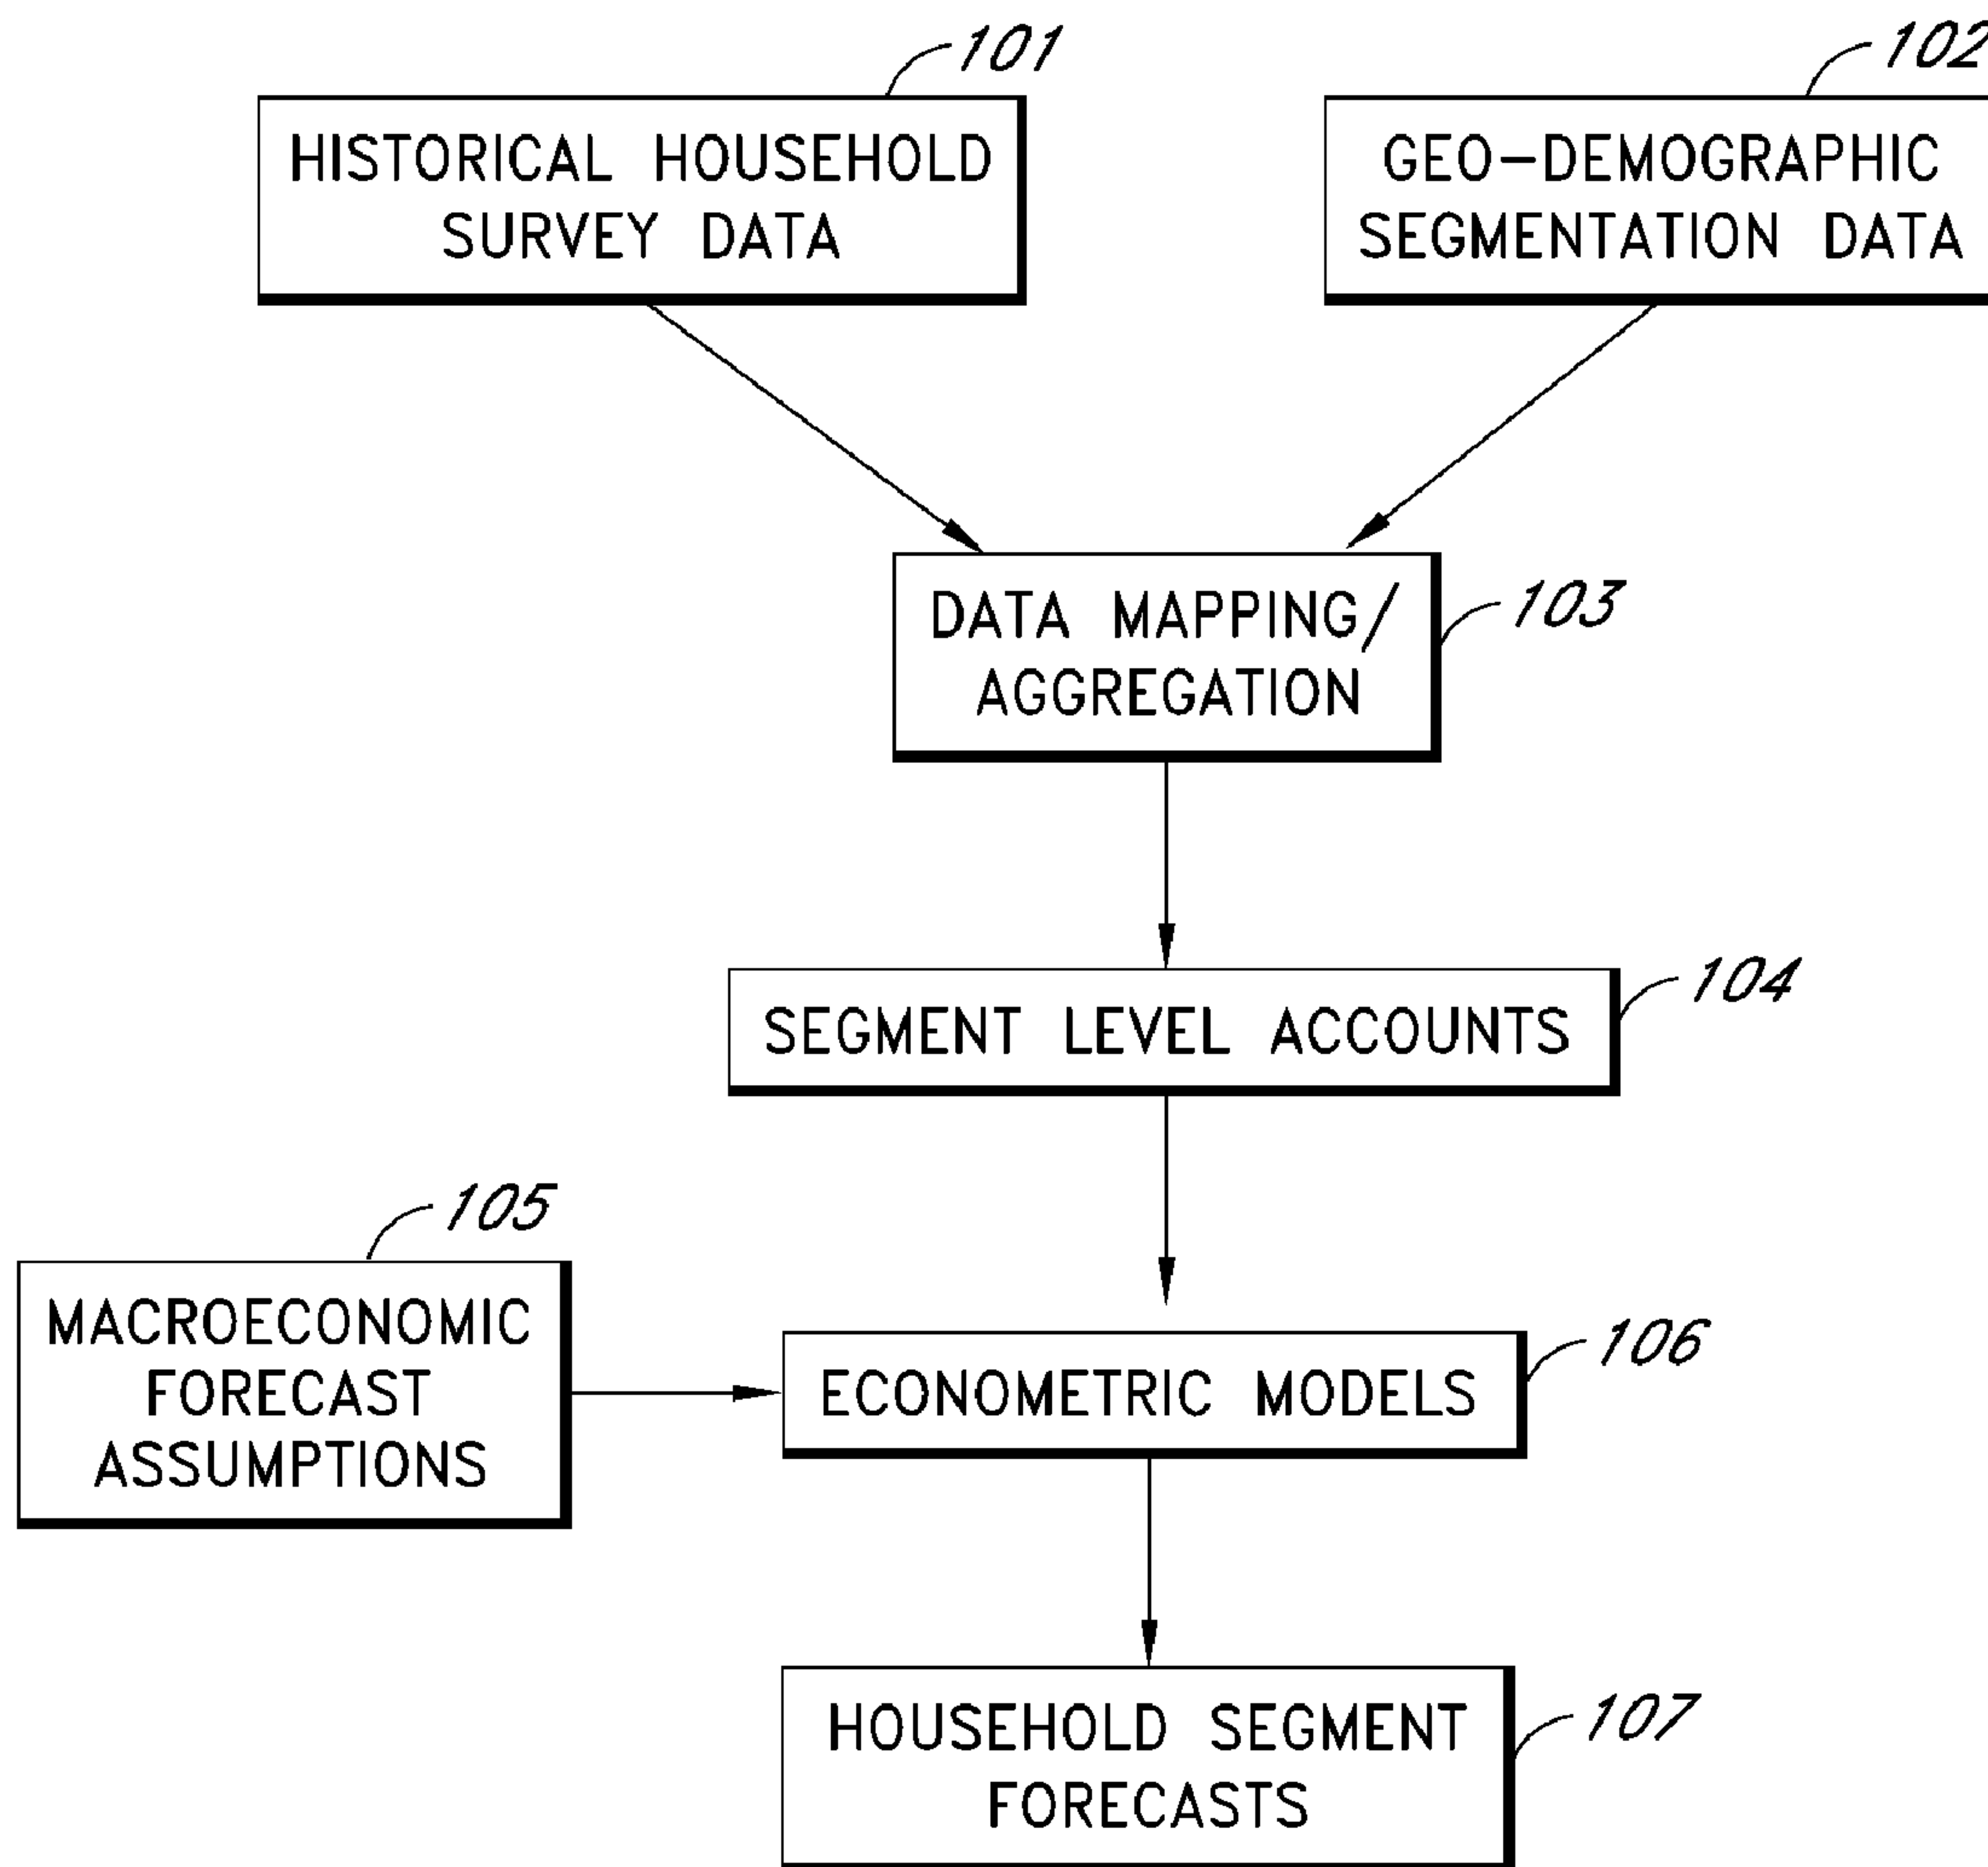 101
HISTORICAL HOUSEHOLD
SURVEY DATA
102
GEO-DEMOGRAPHIC
SEGMENTATION DATA
DATA MAPPING/
AGGREGATION
103
SEGMENT LEVEL ACCOUNTS
104
105
MACROECONOMIC
FORECAST
ASSUMPTIONS
ECONOMETRIC MODELS
106
HOUSEHOLD SEGMENT
FORECASTS
107